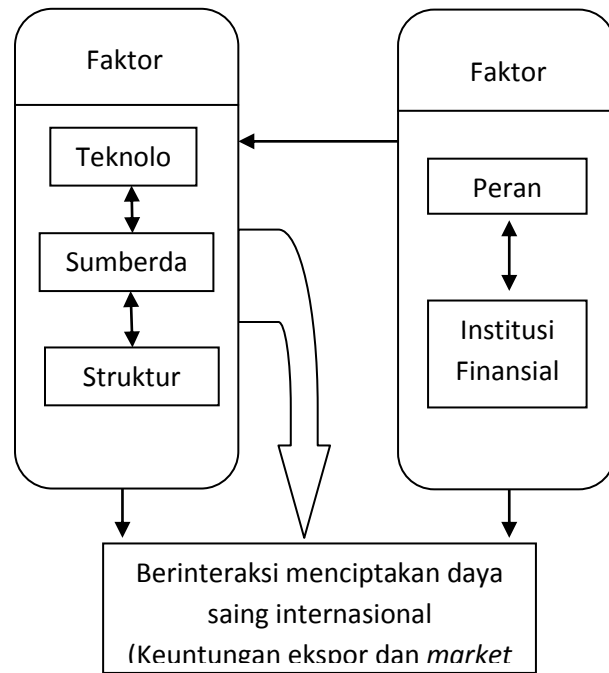 Faktor
Teknolo
Sumberda
Struktur
Faktor
Peran
Institusi
Finansial
Berinteraksi menciptakan daya
saing internasional
(Keuntungan ekspor dan market